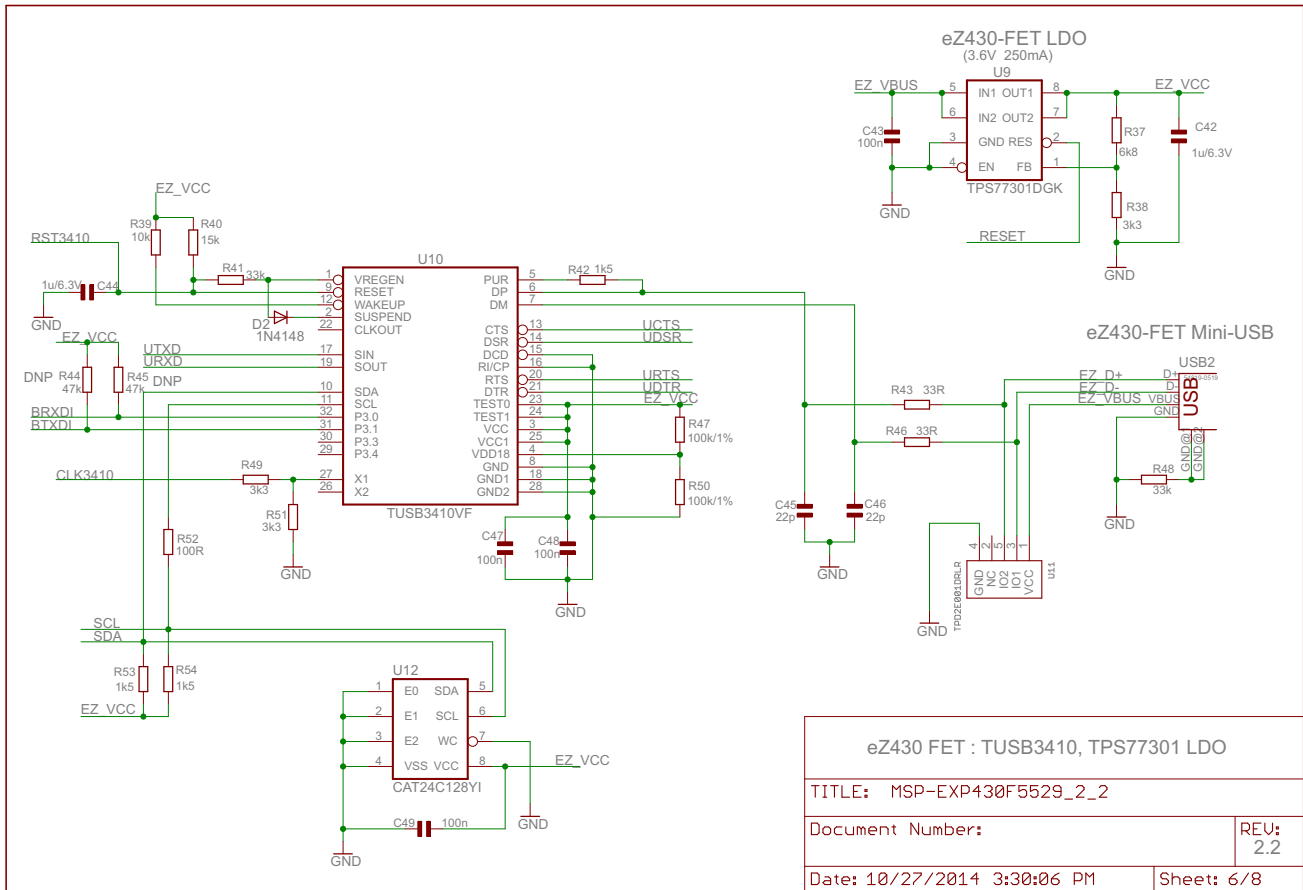 eZ430-FET LDO
(3.6V 250mA)
U9
EZ_VBUS
5 IN1 OUT1 8
EZ_VCC
6 IN2 OUT2 7
3 GND RES 2
4 EN FB 1
TPS77301DGK
C43
100n
R37
6k8
C42
1u/6.3V
R38
3k3
GND
RESET
GND
EZ_VCC
R39
10k
R40
15k
RST3410
R41
33k
1u/6.3V
C44
GND
D2
1N4148
U10
1 VREGEN
9 RESET
12 WAKEUP
2 SUSPEND
22 CLKOUT
17 SIN
19 SOUT
10 SDA
11 SCL
32 P3.0
31 P3.1
30 P3.3
29 P3.4
27 X1
26 X2
PUR 5
DP 6
DM 7
CTS 13
DSR 14
DCD 15
RI/CP 16
RTS 20
DTR 21
TEST0 23
TEST1 24
VCC 3
VCC1 25
VDD18 4
GND 8
GND1 18
GND2 28
TUSB3410VF
R42 1k5
UCTS
UDSR
URTS
UDTR
EZ_VCC
R47
100k/1%
R50
100k/1%
EZ_VCC
UTXD
URXD
DNP
R44
47k
R45
47k
DNP
BRXDI
BTXDI
CLK3410
R49
3k3
R51
3k3
GND
R52
100R
C47
100n
C48
100n
GND
eZ430-FET Mini-USB
USB2
EZ_D+
EZ_D-
EZ_VBUS
D+
D-
VBUS
GND
USB
GND@1
GND@2
R43 33R
R46 33R
R48
33k
GND
C45
22p
C46
22p
GND
4 GND
2 NC
5 IO2
3 IO1
1 VCC
U11
TPD2E001DRLR
GND
SCL
SDA
R53
1k5
R54
1k5
EZ_VCC
U12
1 E0 SDA 5
2 E1 SCL 6
3 E2 WC 7
4 VSS VCC 8
CAT24C128YI
EZ_VCC
C49
100n
GND
GND
eZ430 FET : TUSB3410, TPS77301 LDO
TITLE: MSP-EXP430F5529_2_2
Document Number:
REV:
2.2
Date: 10/27/2014 3:30:06 PM
Sheet: 6/8